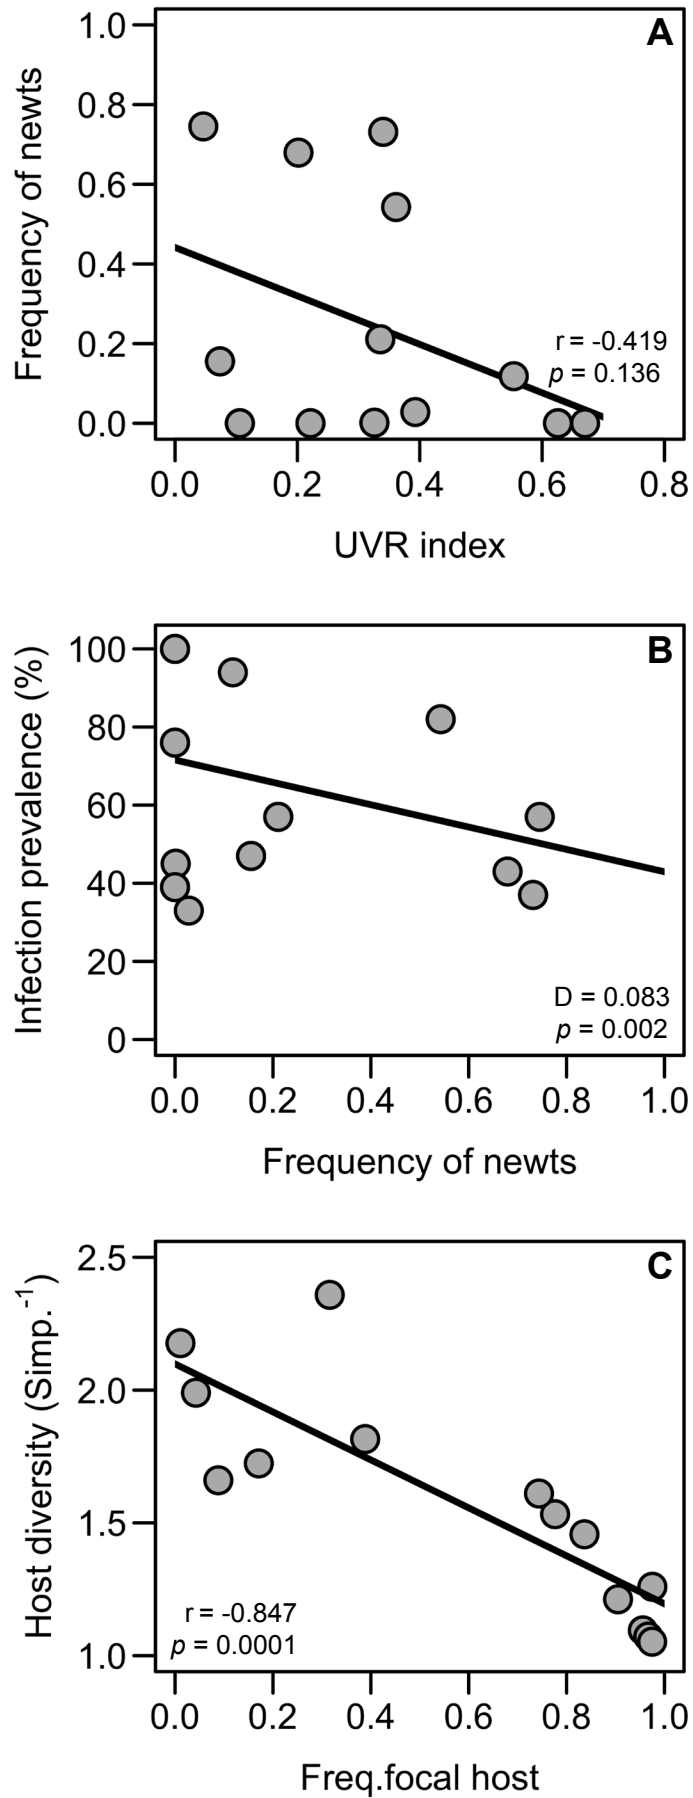 A
1.0
0.8
0.6
0.4
0.2
0.0
Frequency of newts
r = -0.419
p = 0.136
0.0 0.2 0.4 0.6 0.8
UVR index
B
100
80
60
40
20
0
Infection prevalence (%)
D = 0.083
p = 0.002
0.0 0.2 0.4 0.6 0.8 1.0
Frequency of newts
C
2.5
2.0
1.5
1.0
Host diversity (Simp.⁻¹)
r = -0.847
p = 0.0001
0.0 0.2 0.4 0.6 0.8 1.0
Freq.focal host